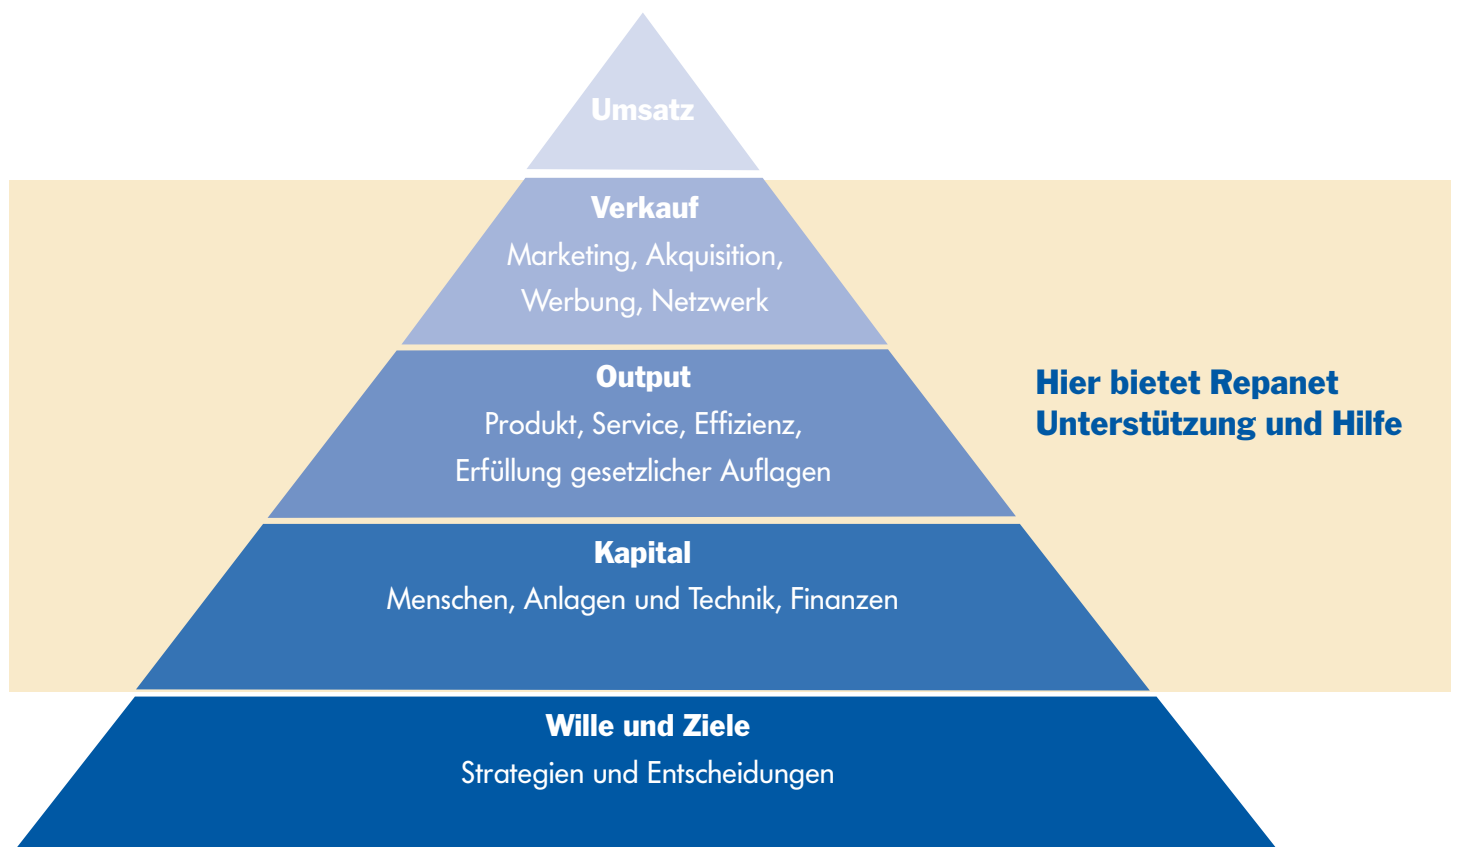 Umsatz
Verkauf
Marketing, Akquisition,
Werbung, Netzwerk
Output
Produkt, Service, Effizienz,
Erfüllung gesetzlicher Auflagen
Hier bietet Repanet
Unterstützung und Hilfe
Kapital
Menschen, Anlagen und Technik, Finanzen
Wille und Ziele
Strategien und Entscheidungen